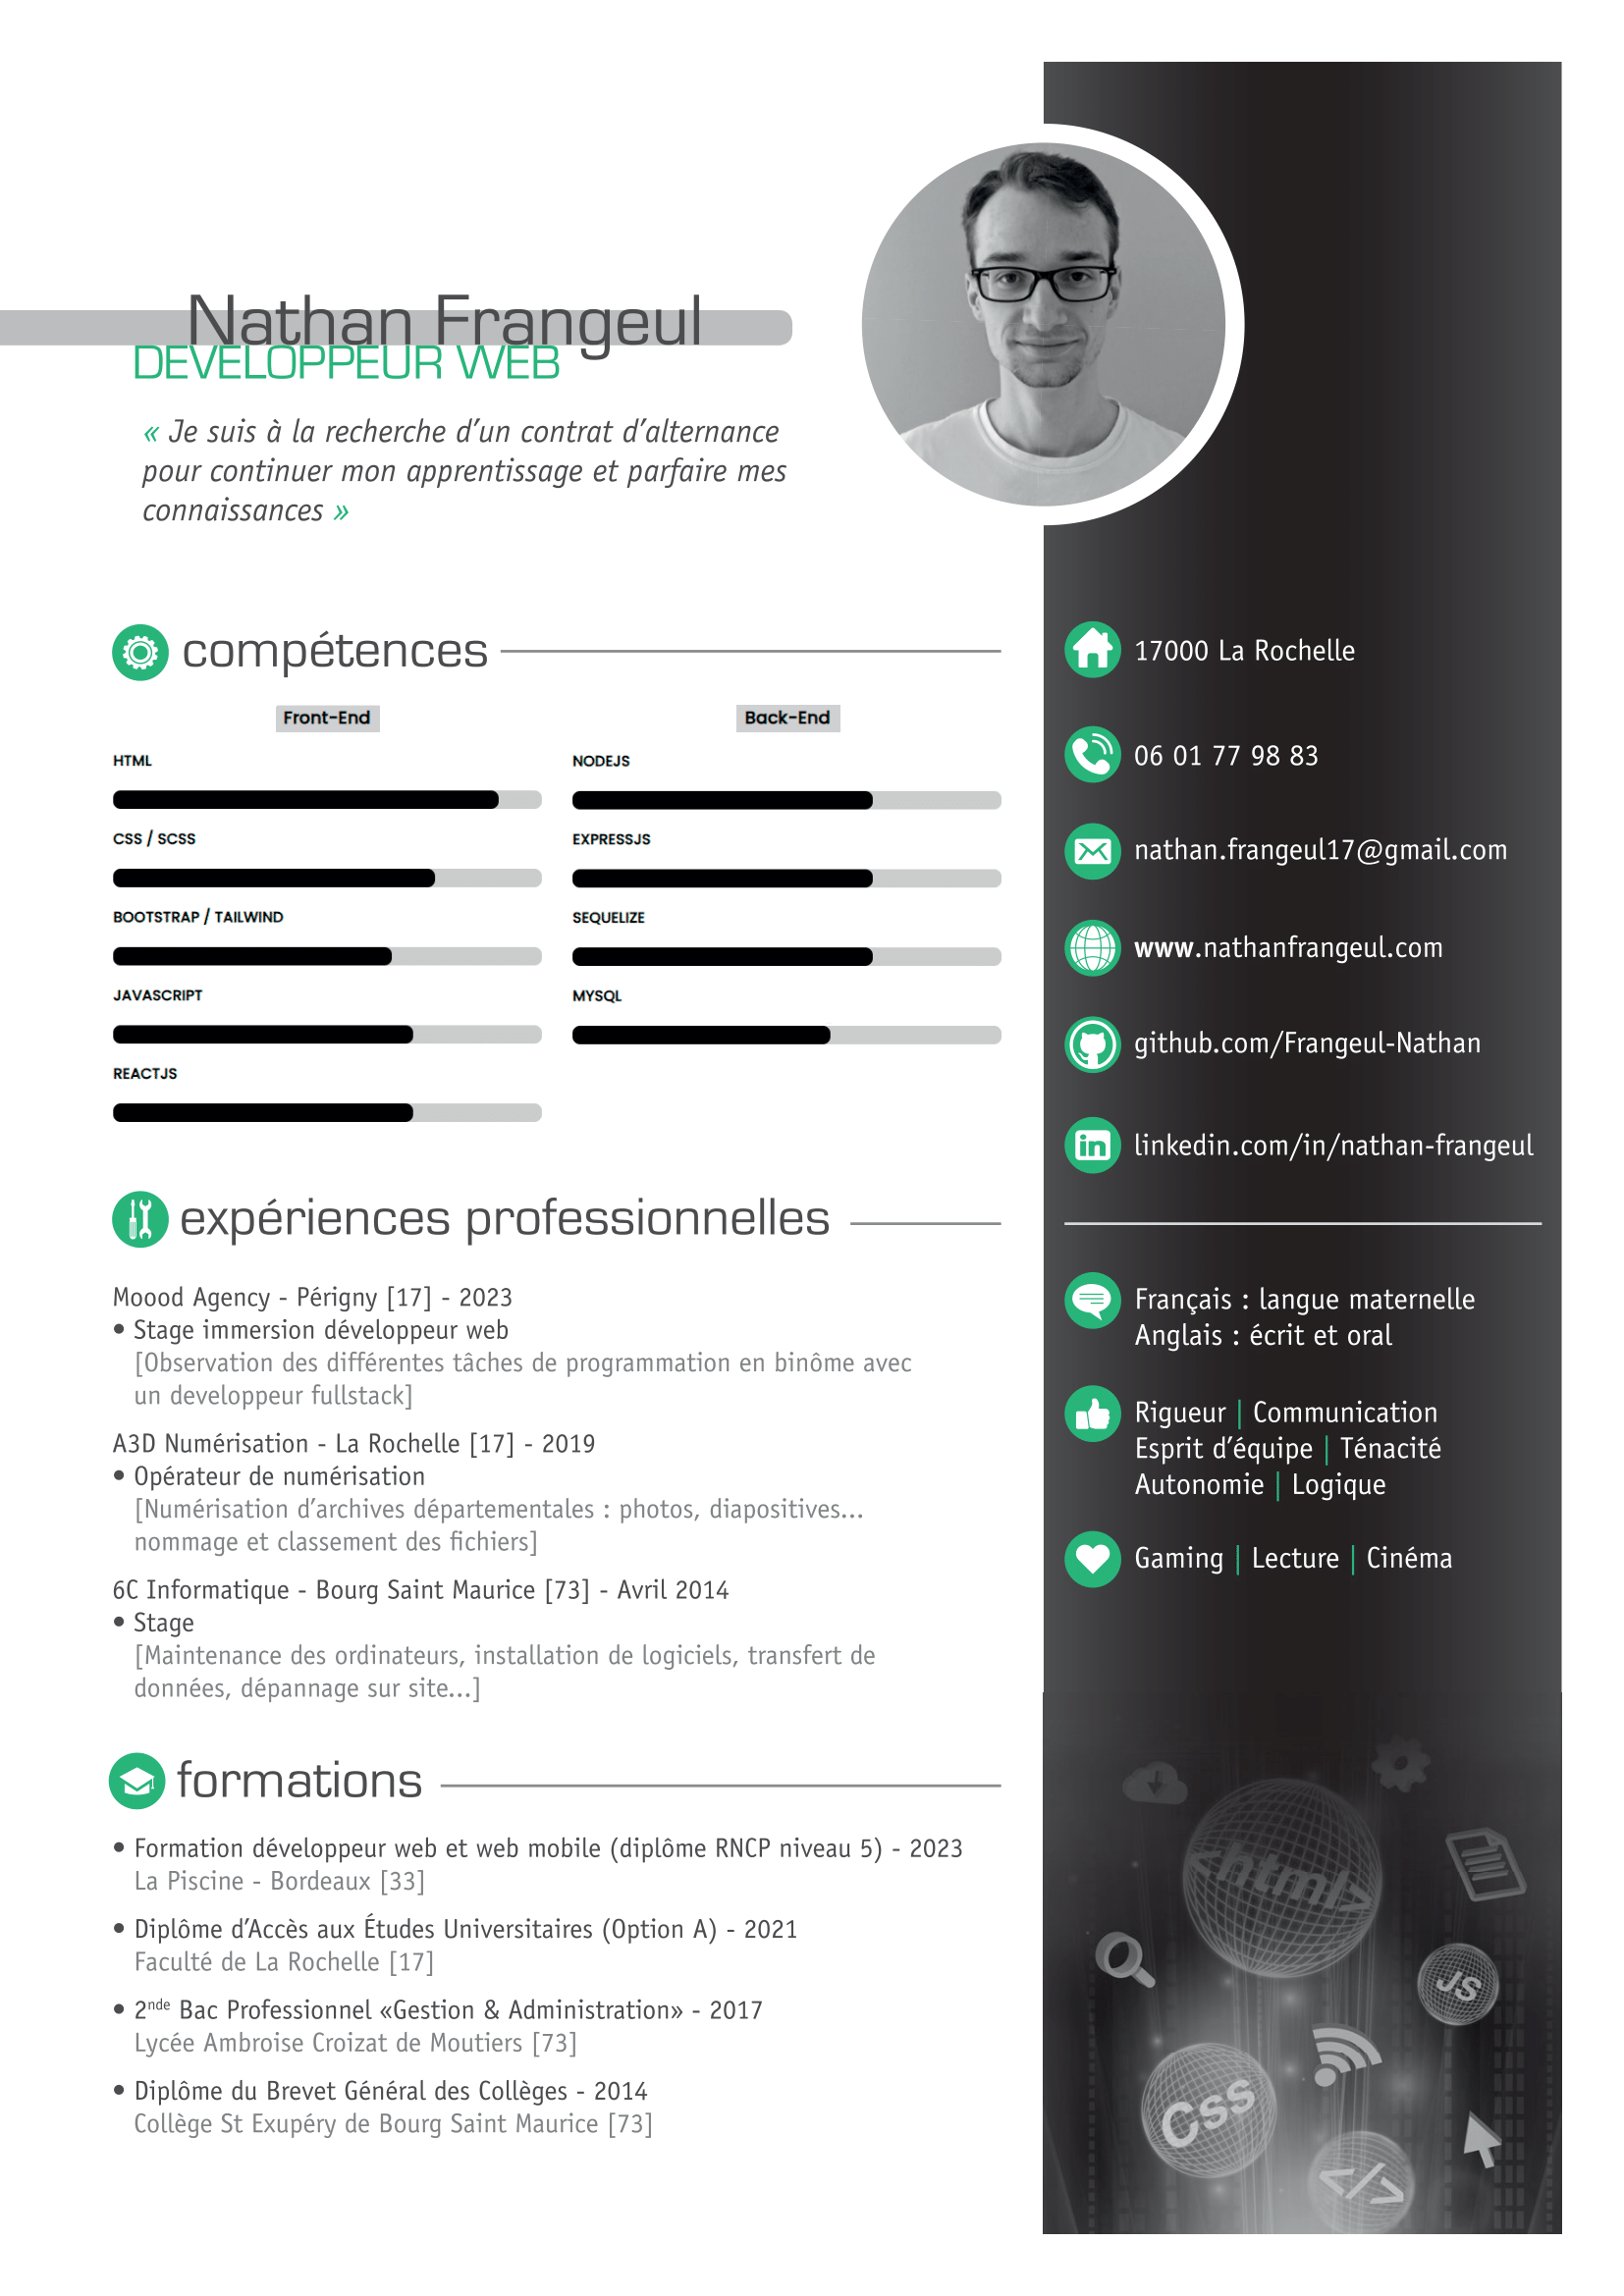 Nathan Frangeul
DEVELOPPEUR WEB
« Je suis à la recherche d’un contrat d’alternance
pour continuer mon apprentissage et parfaire mes
connaissances »
compétences
Front-End
HTML
CSS / SCSS
BOOTSTRAP / TAILWIND
JAVASCRIPT
REACTJS
Back-End
NODEJS
EXPRESSJS
SEQUELIZE
MYSQL
expériences professionnelles
Moood Agency - Périgny [17] - 2023
• Stage immersion développeur web
[Observation des différentes tâches de programmation en binôme avec
un developpeur fullstack]
A3D Numérisation - La Rochelle [17] - 2019
• Opérateur de numérisation
[Numérisation d’archives départementales : photos, diapositives...
nommage et classement des fichiers]
6C Informatique - Bourg Saint Maurice [73] - Avril 2014
• Stage
[Maintenance des ordinateurs, installation de logiciels, transfert de
données, dépannage sur site...]
formations
• Formation développeur web et web mobile (diplôme RNCP niveau 5) - 2023
La Piscine - Bordeaux [33]
• Diplôme d’Accès aux Études Universitaires (Option A) - 2021
Faculté de La Rochelle [17]
• 2nde Bac Professionnel «Gestion & Administration» - 2017
Lycée Ambroise Croizat de Moutiers [73]
• Diplôme du Brevet Général des Collèges - 2014
Collège St Exupéry de Bourg Saint Maurice [73]
17000 La Rochelle
06 01 77 98 83
nathan.frangeul17@gmail.com
www.nathanfrangeul.com
github.com/Frangeul-Nathan
in
linkedin.com/in/nathan-frangeul
Français : langue maternelle
Anglais : écrit et oral
Rigueur | Communication
Esprit d’équipe | Ténacité
Autonomie | Logique
Gaming | Lecture | Cinéma
<html>
JS
Css
</>